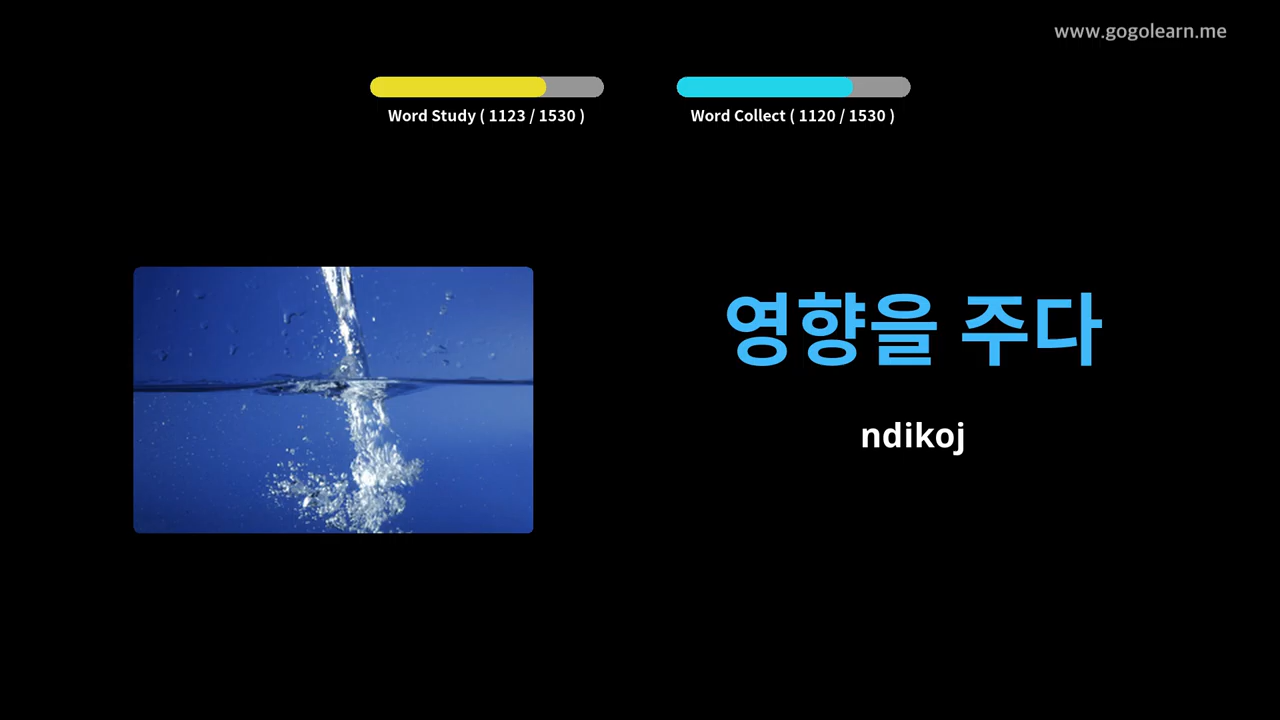 www.gogolearn.me
Word Study ( 1123 / 1530 )
Word Collect ( 1120 / 1530 )
영향을 주다
ndikoj